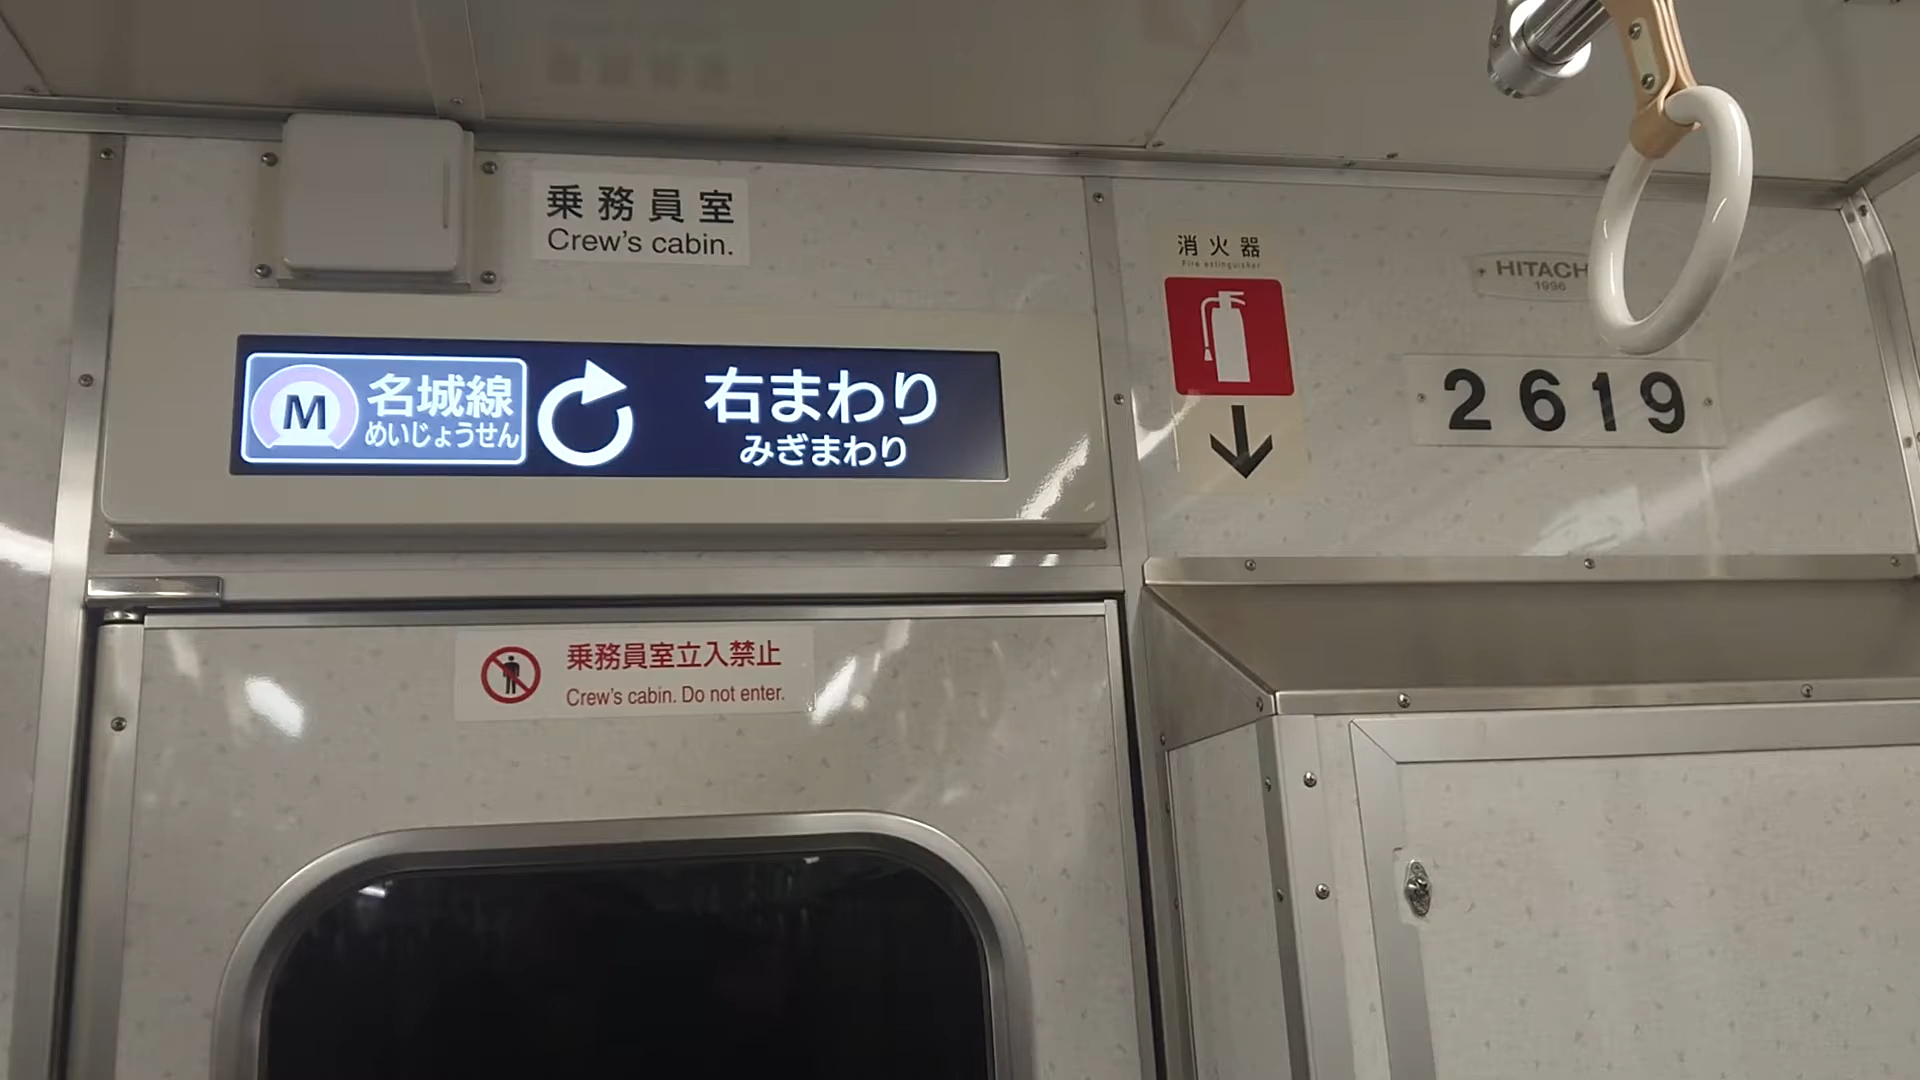 乗務員室
Crew's cabin.
M
名城線
めいじょうせん
右まわり
みぎまわり
消火器
Fire extinguisher
HITACH
1996
2619
乗務員室立入禁止
Crew's cabin. Do not enter.